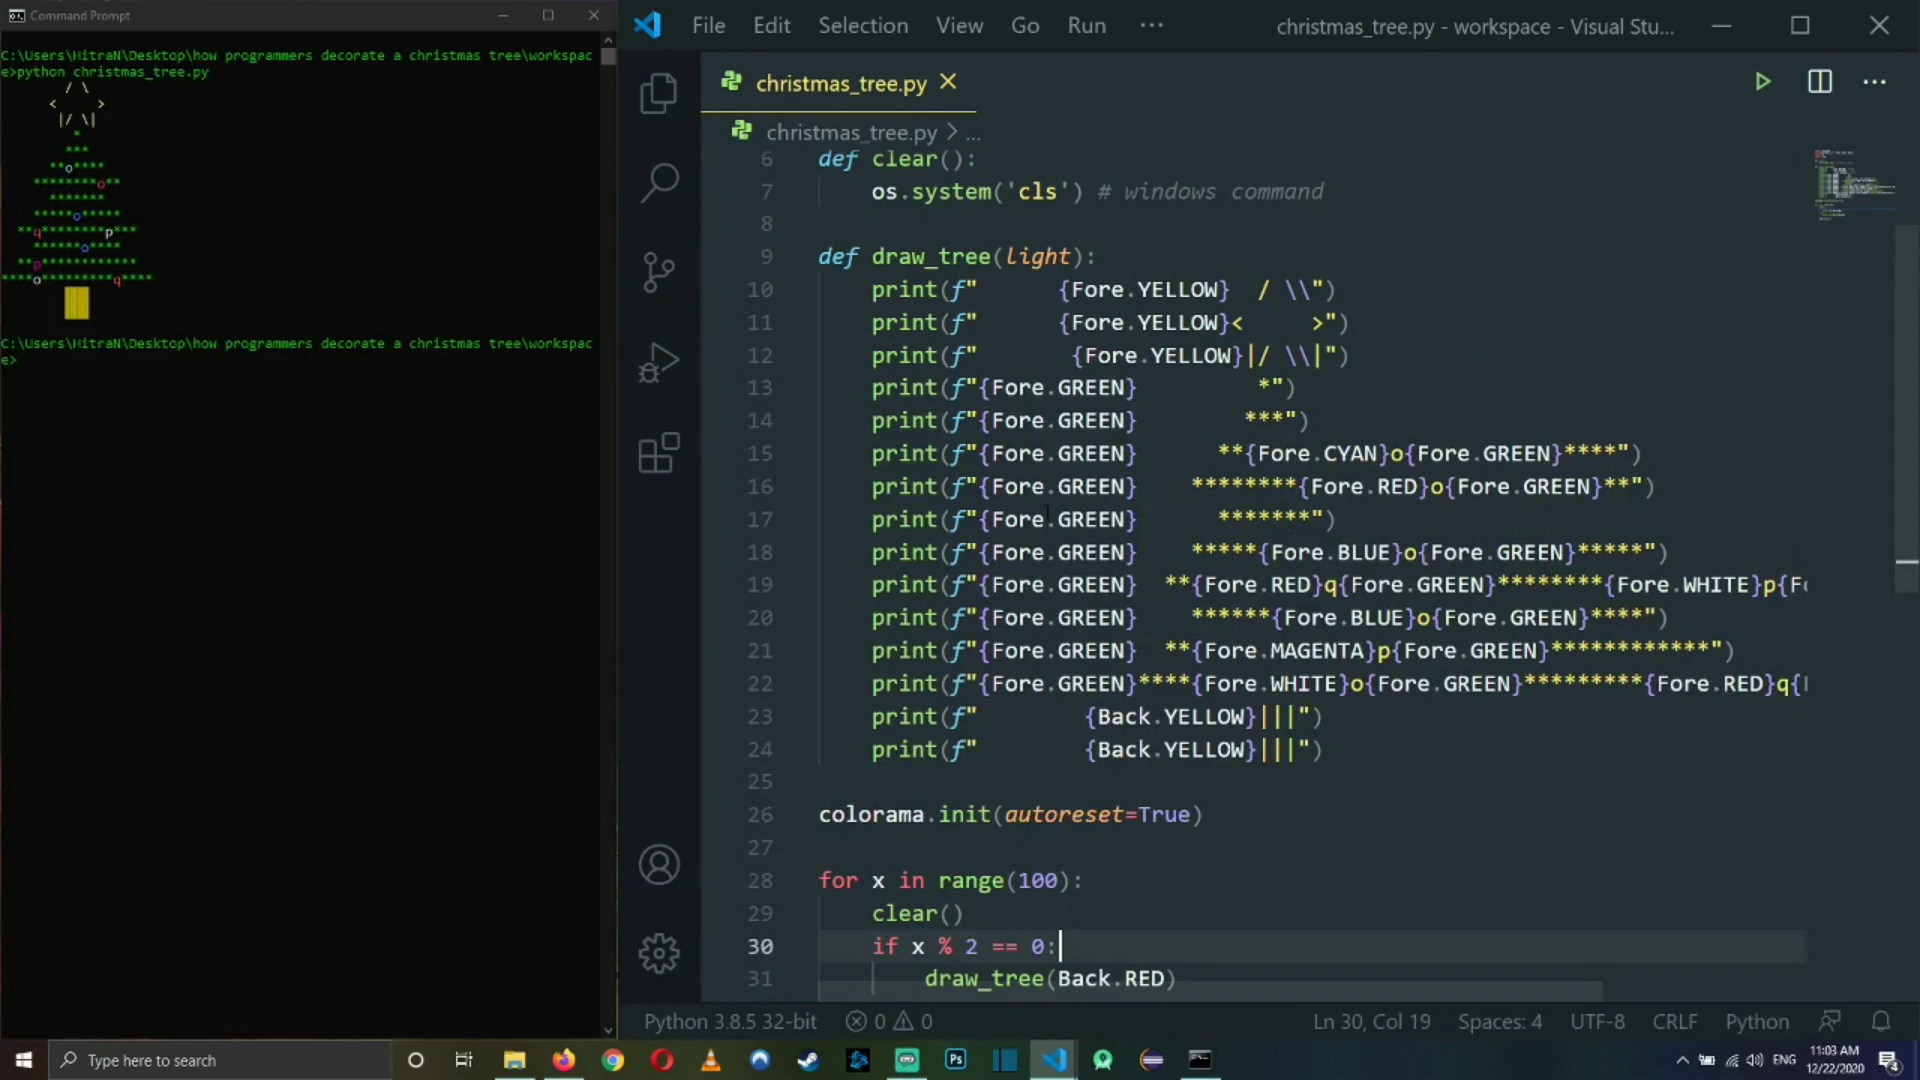 Command Prompt
C:\Users\HitraN\Desktop\how programmers decorate a christmas tree\workspac
e>python christmas_tree.py
/ \
< >
|/ \|
*
***
**o****
********o**
*******
*****o*****
**q********p***
******o****
**p************
****o*********q****
C:\Users\HitraN\Desktop\how programmers decorate a christmas tree\workspac
e>
File Edit Selection View Go Run ···
christmas_tree.py - workspace - Visual Stu...
christmas_tree.py
christmas_tree.py > ...
6 def clear():
7 os.system('cls') # windows command
8
9 def draw_tree(light):
10 print(f" {Fore.YELLOW} / \\")
11 print(f" {Fore.YELLOW}< >")
12 print(f" {Fore.YELLOW}|/ \\|")
13 print(f"{Fore.GREEN} *")
14 print(f"{Fore.GREEN} ***")
15 print(f"{Fore.GREEN} **{Fore.CYAN}o{Fore.GREEN}****")
16 print(f"{Fore.GREEN} ********{Fore.RED}o{Fore.GREEN}**")
17 print(f"{Fore.GREEN} *******")
18 print(f"{Fore.GREEN} *****{Fore.BLUE}o{Fore.GREEN}*****")
19 print(f"{Fore.GREEN} **{Fore.RED}q{Fore.GREEN}********{Fore.WHITE}p{Fo
20 print(f"{Fore.GREEN} ******{Fore.BLUE}o{Fore.GREEN}****")
21 print(f"{Fore.GREEN} **{Fore.MAGENTA}p{Fore.GREEN}************")
22 print(f"{Fore.GREEN}****{Fore.WHITE}o{Fore.GREEN}*********{Fore.RED}q{
23 print(f" {Back.YELLOW}|||")
24 print(f" {Back.YELLOW}|||")
25
26 colorama.init(autoreset=True)
27
28 for x in range(100):
29 clear()
30 if x % 2 == 0:
31 draw_tree(Back.RED)
Python 3.8.5 32-bit 0 0 Ln 30, Col 19 Spaces: 4 UTF-8 CRLF Python
Type here to search
Ps
ENG
11:03 AM
12/22/2020
4